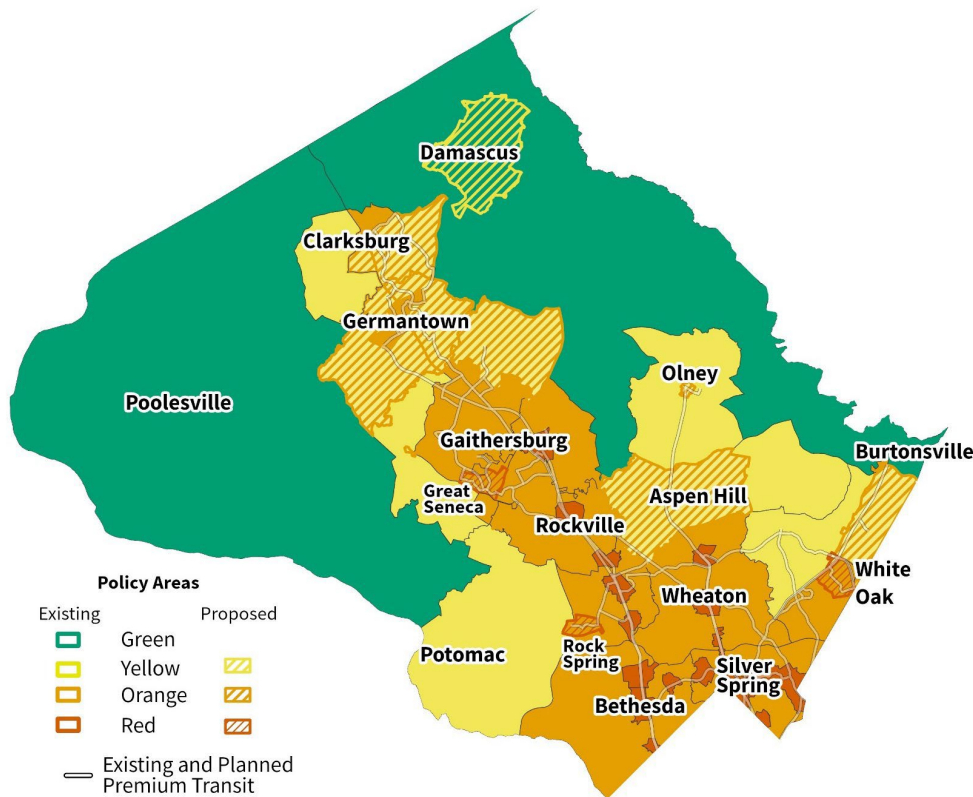 Damascus
Clarksburg
Germantown
Olney
Poolesville
Gaithersburg
Burtonsville
Great
Seneca
Aspen Hill
Rockville
White
Oak
Wheaton
Rock
Spring
Potomac
Silver
Spring
Bethesda
Policy Areas
Existing Proposed
Green
Yellow
Orange
Red
Existing and Planned
Premium Transit